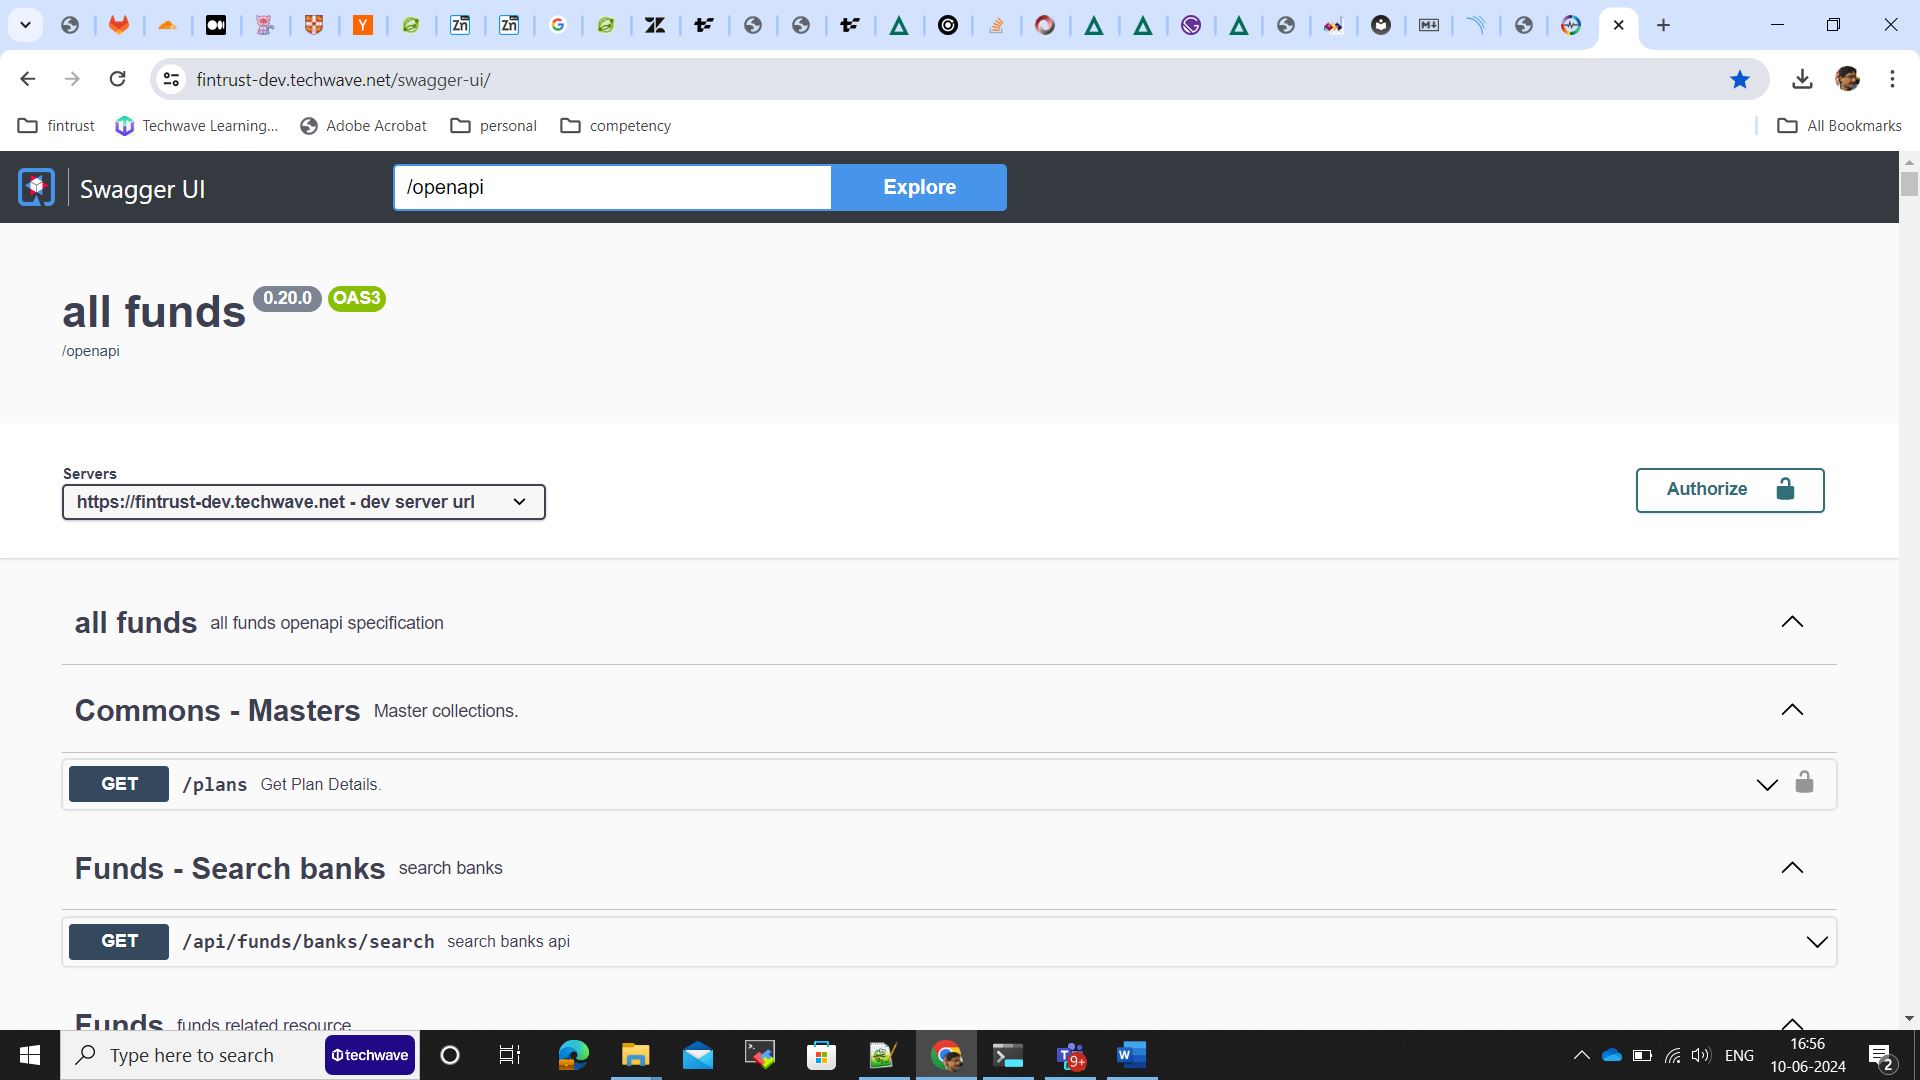 fintrust-dev.techwave.net/swagger-ui/
fintrust
Techwave Learning...
Adobe Acrobat
personal
competency
All Bookmarks
Swagger UI
/openapi
Explore
all funds 0.20.0 OAS3
/openapi
Servers
https://fintrust-dev.techwave.net - dev server url
Authorize
all funds all funds openapi specification
Commons - Masters Master collections.
GET /plans Get Plan Details.
Funds - Search banks search banks
GET /api/funds/banks/search search banks api
Funds funds related resource
Type here to search
techwave
9+
ENG
16:56
10-06-2024
2